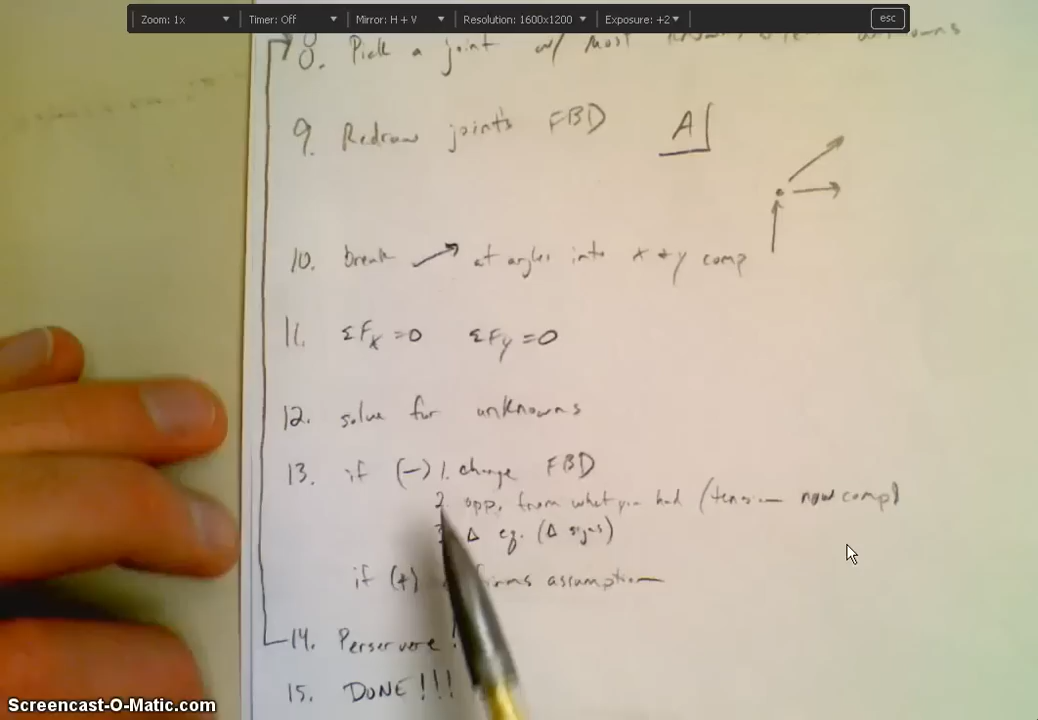 Zoom: 1x Timer: Off Mirror: H + V Resolution: 1600x1200 Exposure: +2 esc
8. Pick a joint w/ most
9. Redraw joint's FBD A
10. break at angles into x + y comp
11. ΣFx = 0 ΣFy = 0
12. solve for unknowns
13. if (-) 1. change FBD
2 opp. from what you had (tension now comp)
Δ eq. (Δ signs)
if (+) assumption
14. Perservere!
15. DONE!!!
Screencast-O-Matic.com